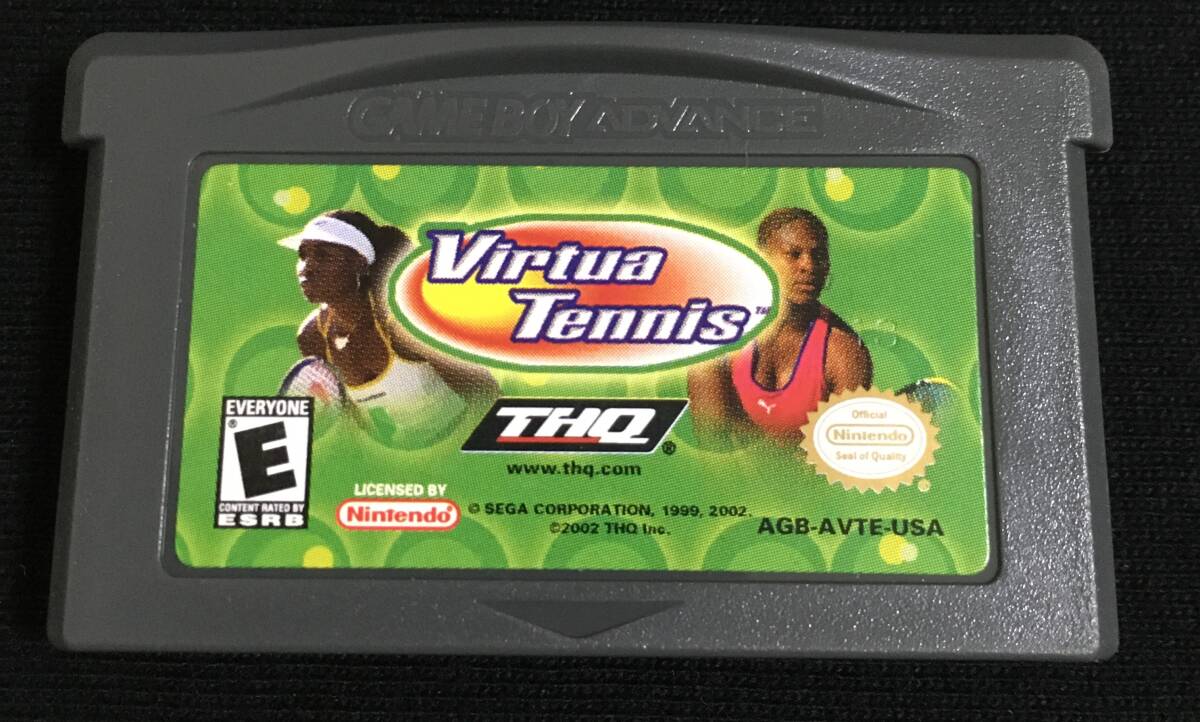 GAME BOY ADVANCE
Virtua
Tennis™
THQ®
www.thq.com
EVERYONE
E®
CONTENT RATED BY
ESRB
LICENSED BY
Nintendo®
© SEGA CORPORATION, 1999, 2002.
©2002 THQ Inc.
Official
Nintendo
Seal of Quality
®
AGB-AVTE-USA